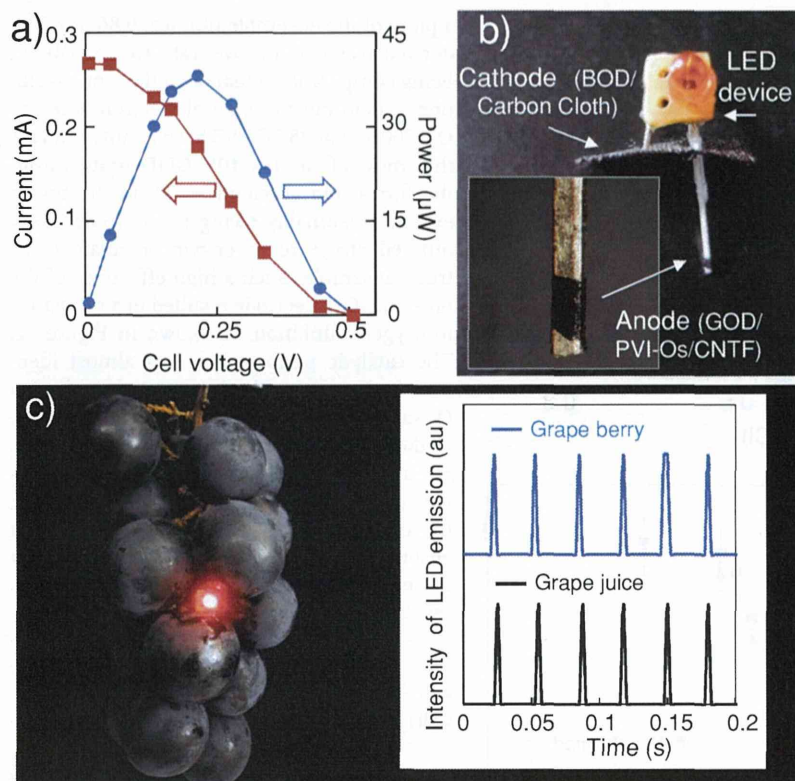 a)
0.3
0.2
0.1
0
Current (mA)
45
30
15
0
Power (μW)
0
0.25
0.5
Cell voltage (V)
b)
Cathode (BOD/
Carbon Cloth)
LED
device
Anode (GOD/
PVI-Os/CNTF)
c)
Intensity of LED emission (au)
Grape berry
Grape juice
0
0.05
0.1
0.15
0.2
Time (s)